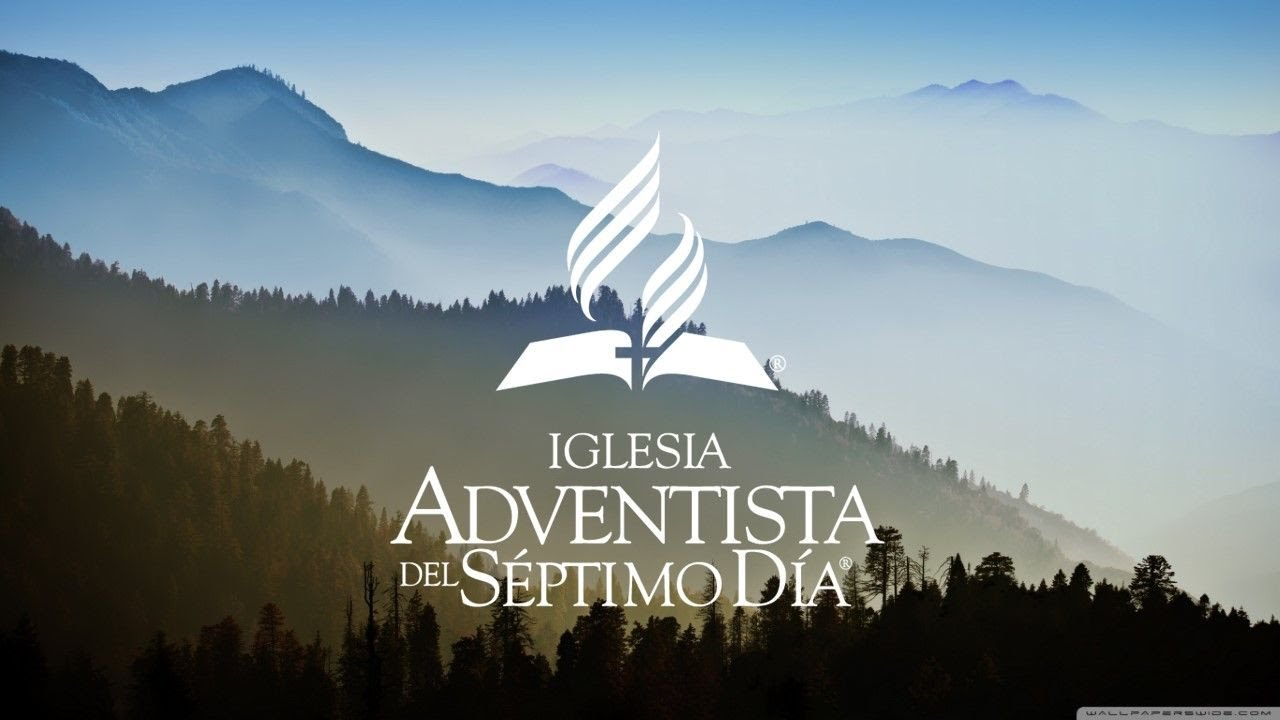 ®
IGLESIA
ADVENTISTA
DEL SÉPTIMO DÍA®
WALLPAPERSWIDE.COM